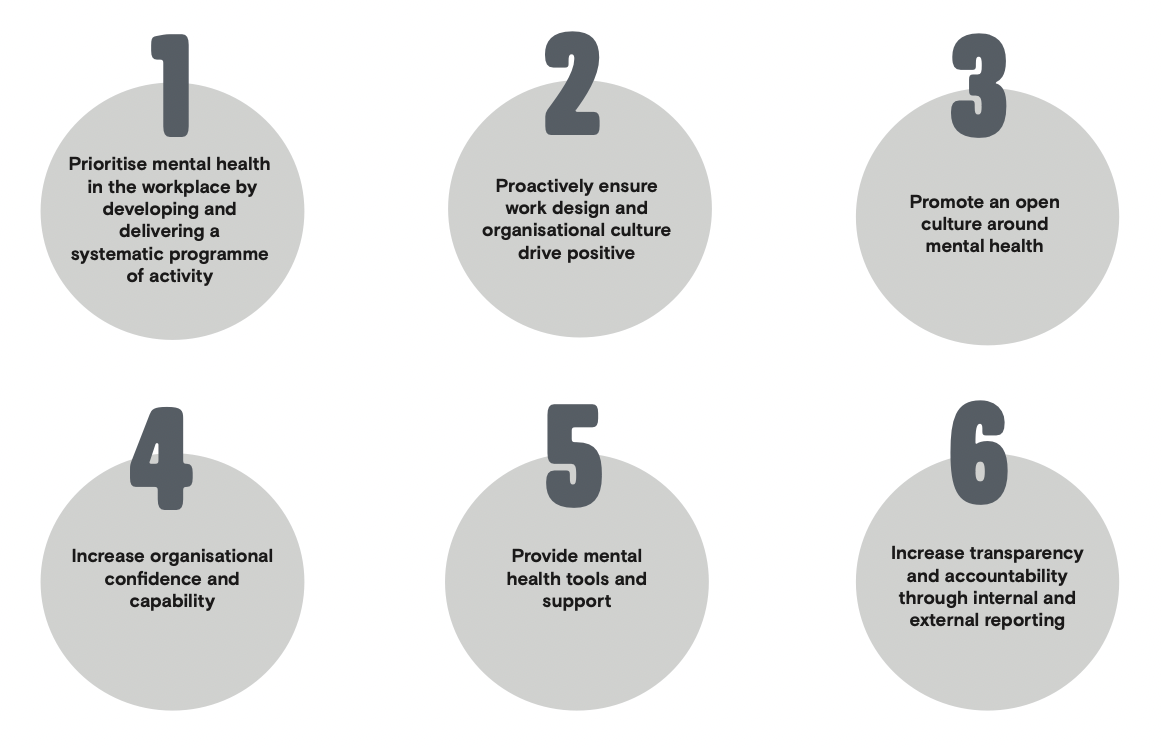 1
Prioritise mental health
in the workplace by
developing and
delivering a
systematic programme
of activity
2
Proactively ensure
work design and
organisational culture
drive positive
3
Promote an open
culture around
mental health
4
Increase organisational
confidence and
capability
5
Provide mental
health tools and
support
6
Increase transparency
and accountability
through internal and
external reporting